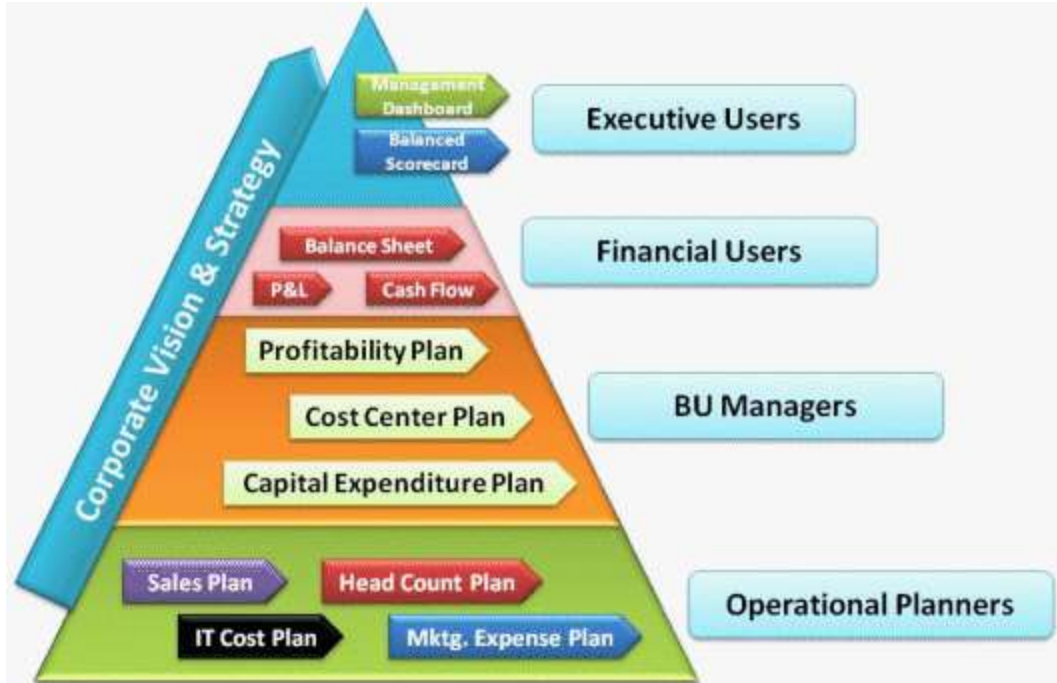 Management
Dashboard
Executive Users
Balanced
Scorecard
Corporate Vision & Strategy
Balance Sheet
Financial Users
P&L
Cash Flow
Profitability Plan
Cost Center Plan
BU Managers
Capital Expenditure Plan
Sales Plan
Head Count Plan
Operational Planners
IT Cost Plan
Mktg. Expense Plan